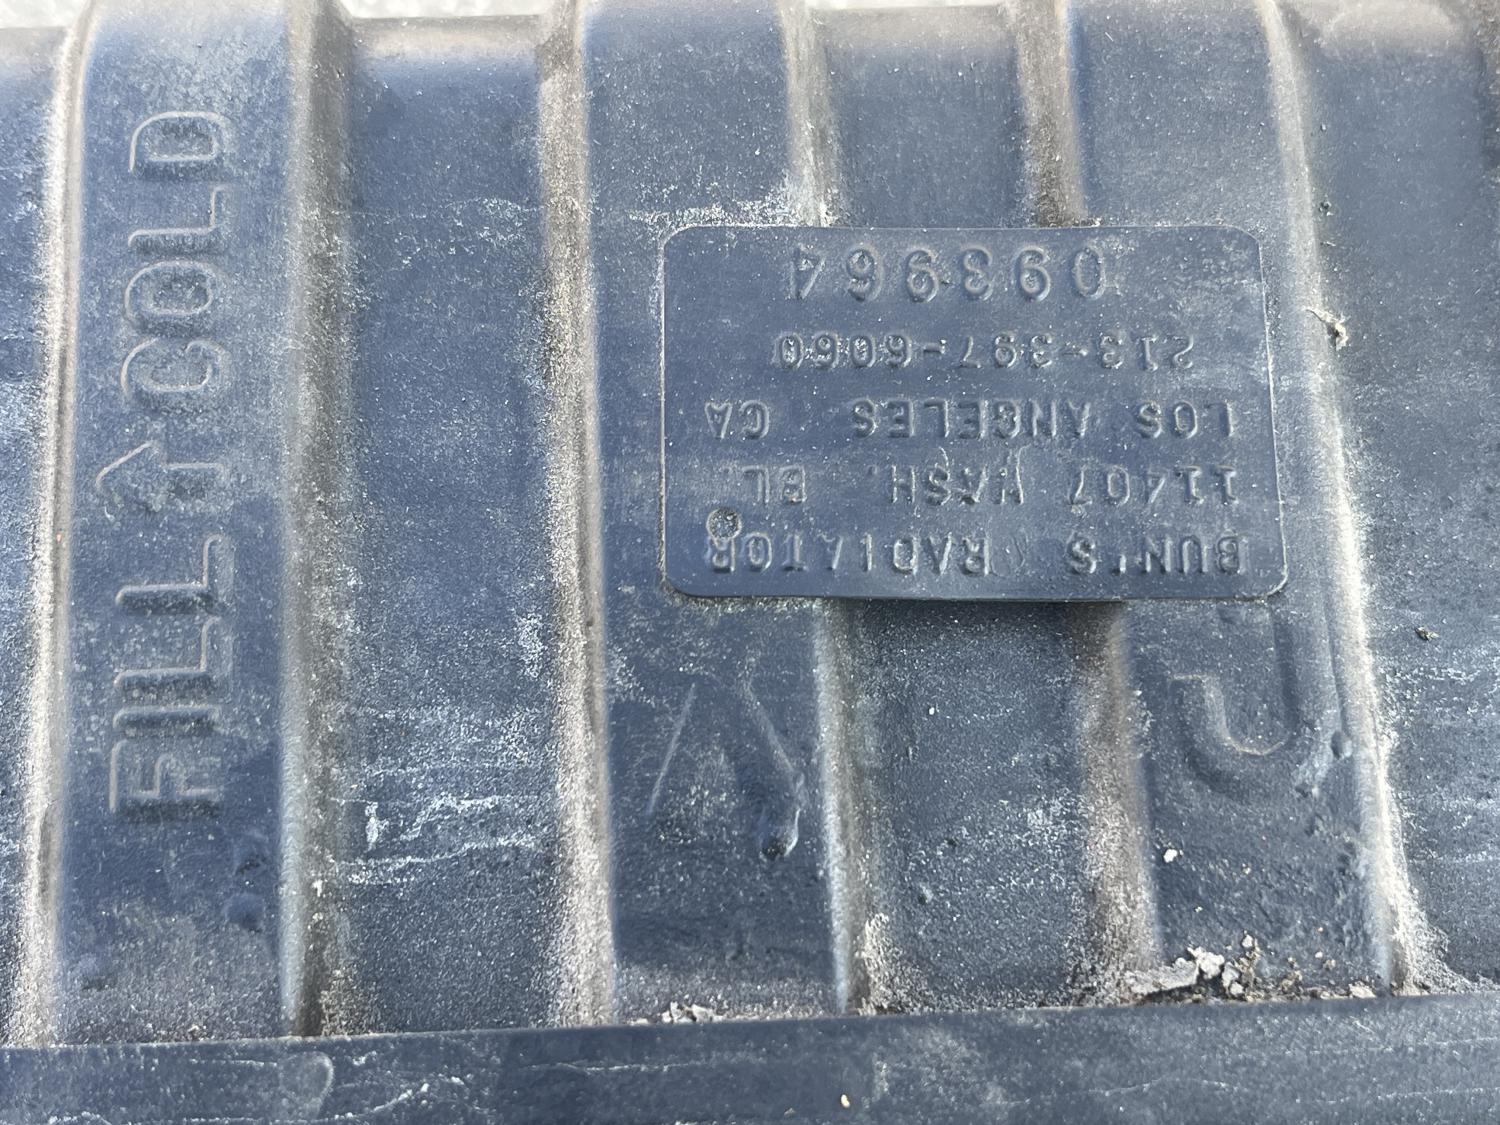 BUN'S RADIATOR
11407 WASH. BL.
LOS ANGELES CA
213-397-6060
093964
FILL↑COLD